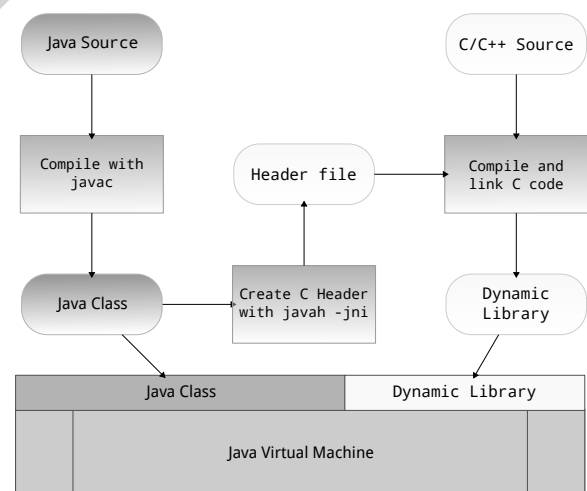 Java Source
C/C++ Source
Compile with
javac
Header file
Compile and
link C code
Java Class
Create C Header
with javah -jni
Dynamic
Library
Java Class
Dynamic Library
Java Virtual Machine